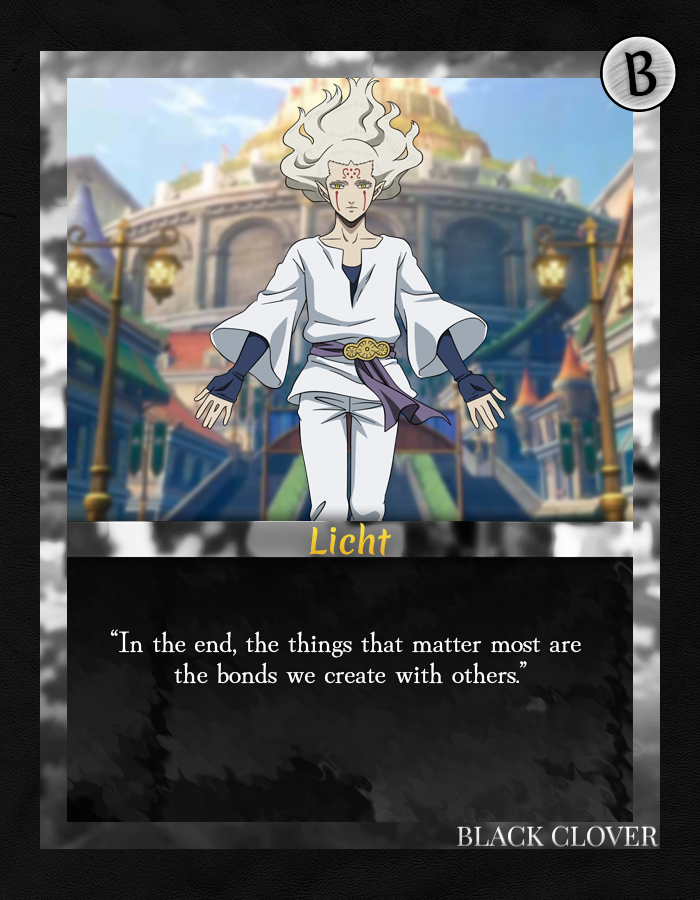 B
Licht
“In the end, the things that matter most are
the bonds we create with others.”
BLACK CLOVER